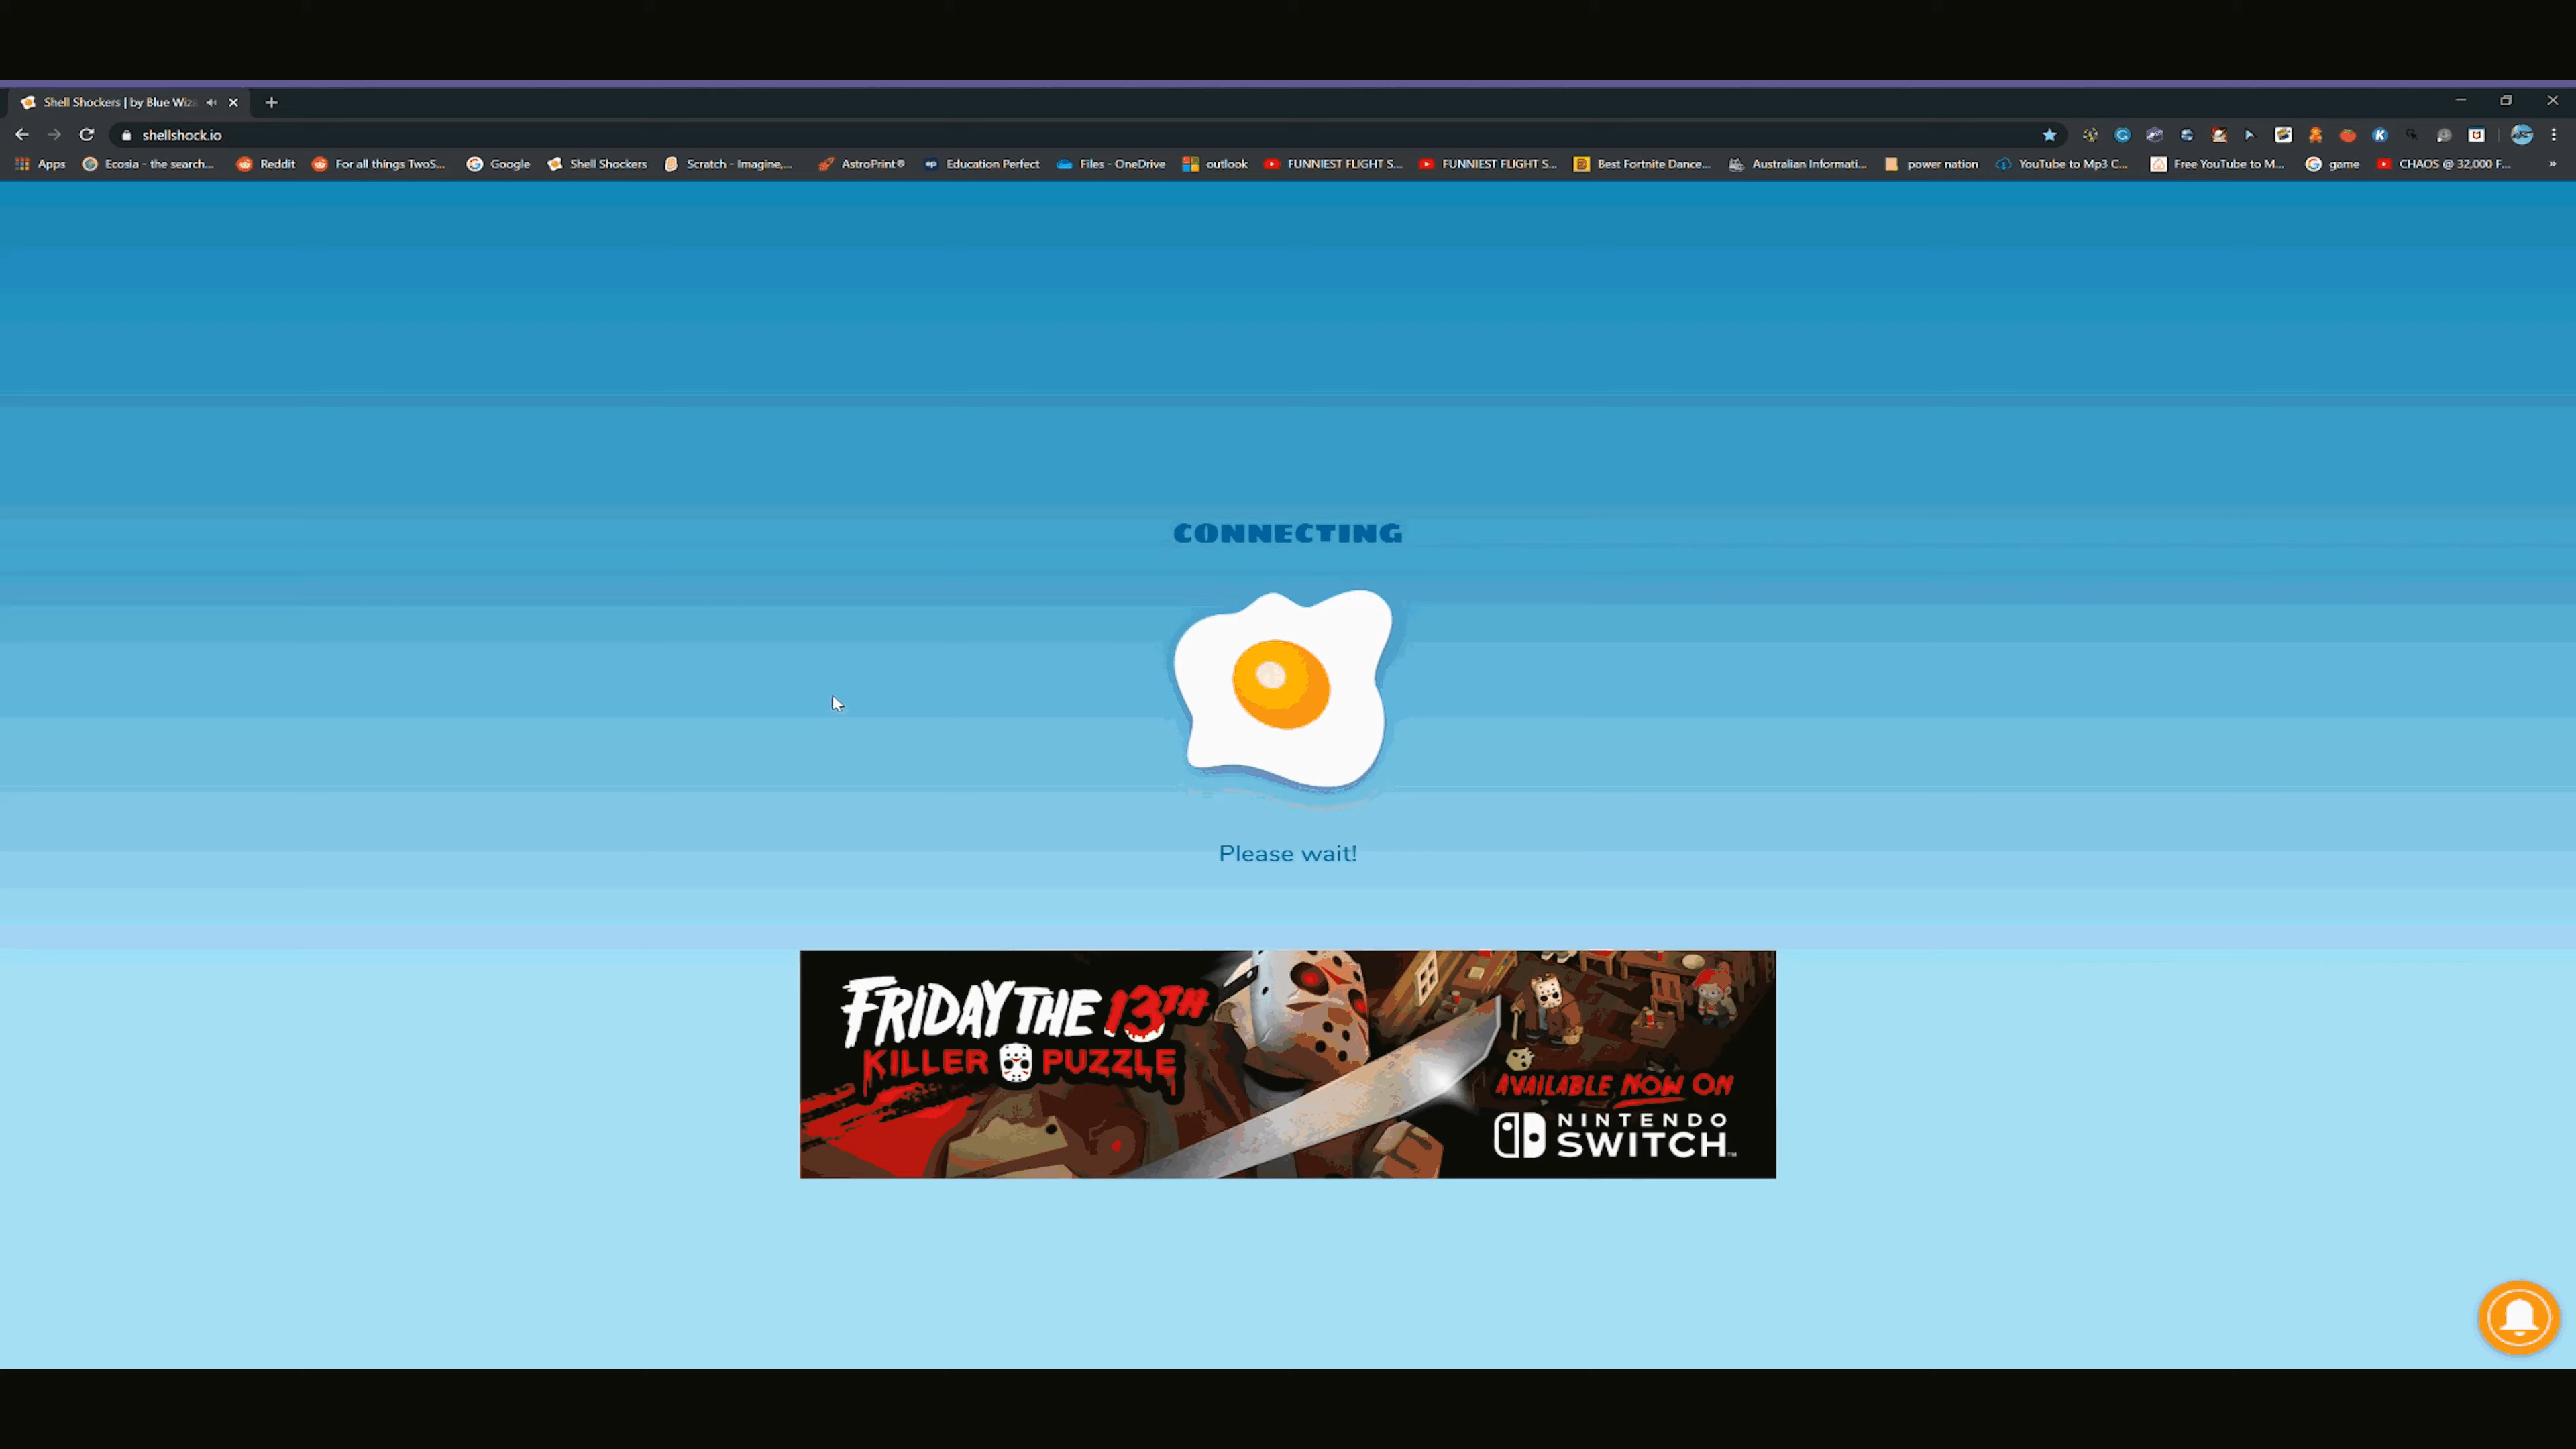 Shell Shockers | by Blue Wiza
shellshock.io
Apps Ecosia - the search... Reddit For all things TwoS... Google Shell Shockers Scratch - Imagine,... AstroPrint® Education Perfect Files - OneDrive outlook FUNNIEST FLIGHT S... FUNNIEST FLIGHT S... Best Fortnite Dance... Australian Informati... power nation YouTube to Mp3 C... Free YouTube to M... game CHAOS @ 32,000 F... »
CONNECTING
Please wait!
FRIDAY THE 13TH
KILLER PUZZLE
AVAILABLE NOW ON
NINTENDO
SWITCH™